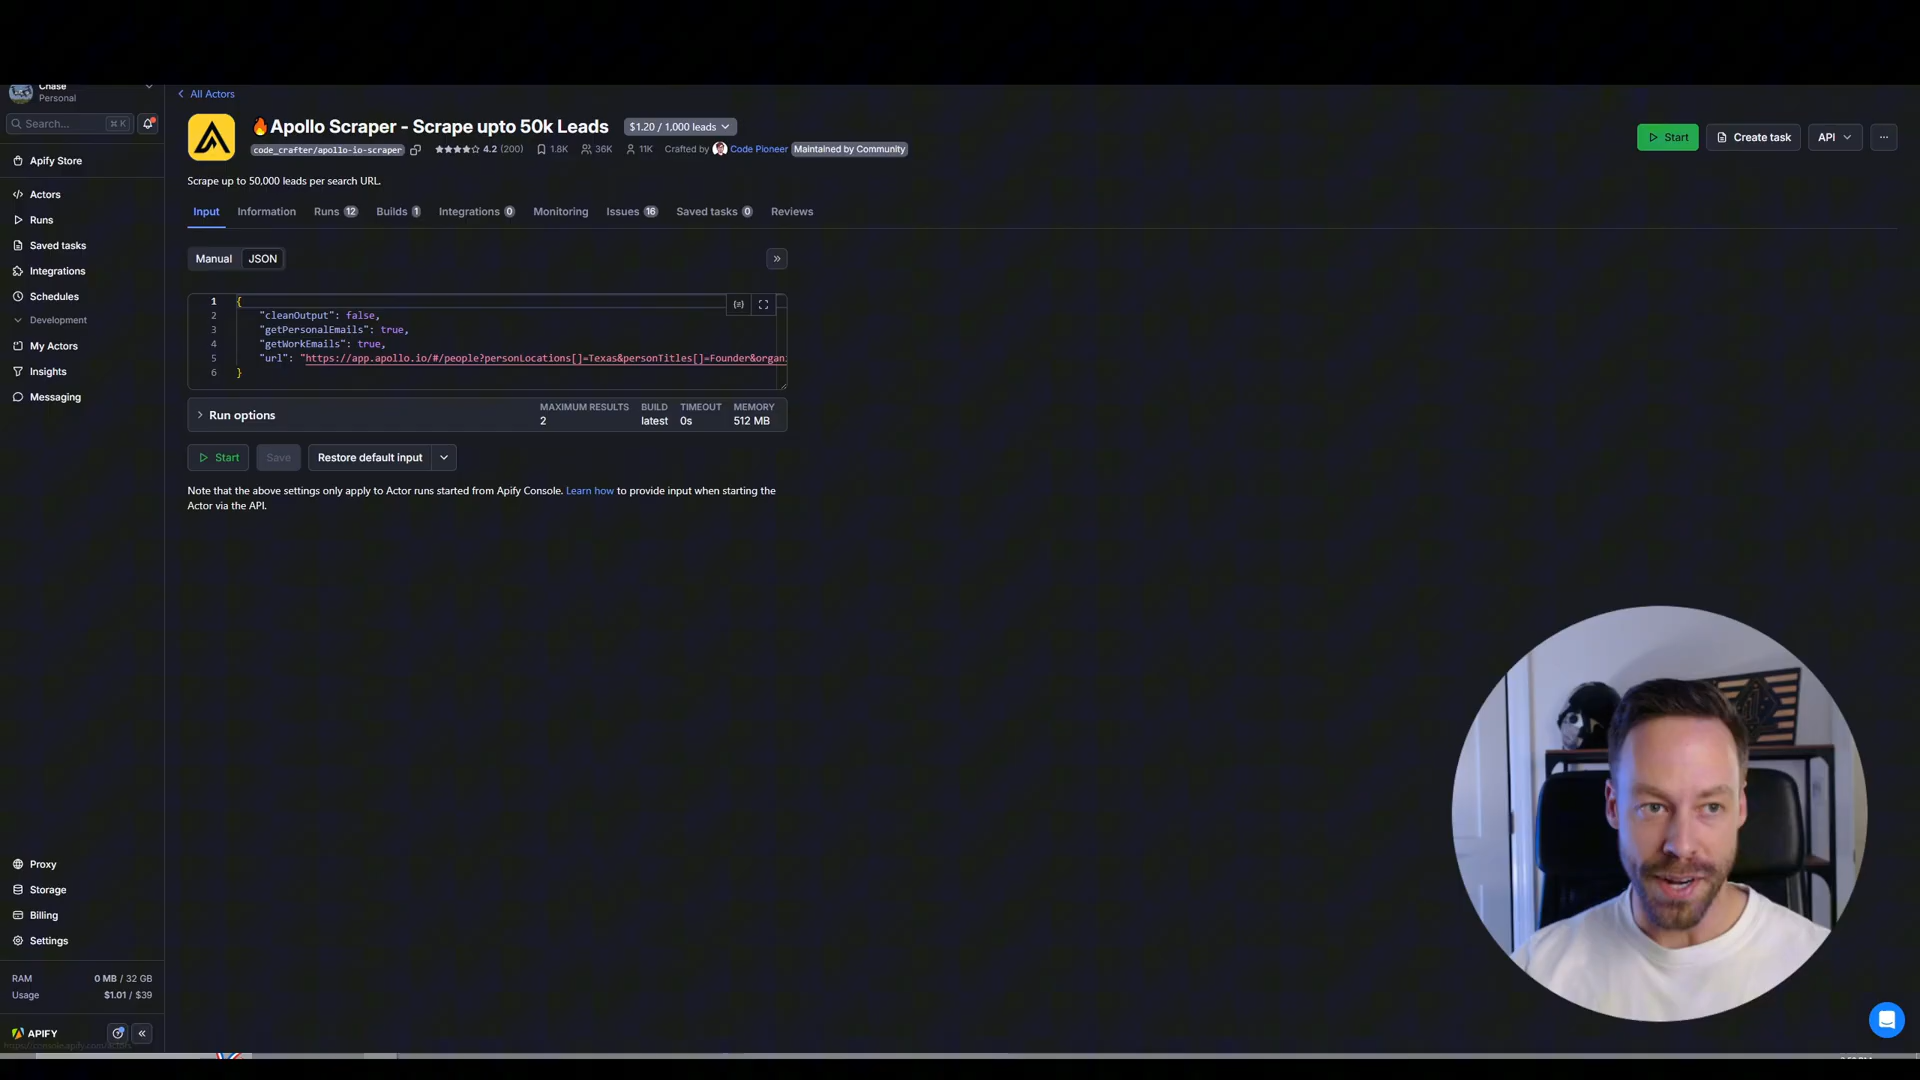 Chase
Personal
Search...
⌘ K
Apify Store
Actors
Runs
Saved tasks
Integrations
Schedules
Development
My Actors
Insights
Messaging
Proxy
Storage
Billing
Settings
RAM 0 MB / 32 GB
Usage $1.01 / $39
APIFY
All Actors
🔥Apollo Scraper - Scrape upto 50k Leads
$1.20 / 1,000 leads
code_crafter/apollo-io-scraper
4.2 (200) 1.8K 36K 11K Crafted by Code Pioneer Maintained by Community
Start Create task API
Scrape up to 50,000 leads per search URL.
Input Information Runs 12 Builds 1 Integrations 0 Monitoring Issues 16 Saved tasks 0 Reviews
Manual JSON
1 {
2 "cleanOutput": false,
3 "getPersonalEmails": true,
4 "getWorkEmails": true,
5 "url": "https://app.apollo.io/#/people?personLocations[]=Texas&personTitles[]=Founder&organ
6 }
Run options
MAXIMUM RESULTS BUILD TIMEOUT MEMORY
2 latest 0s 512 MB
Start Save Restore default input
Note that the above settings only apply to Actor runs started from Apify Console. Learn how to provide input when starting the
Actor via the API.